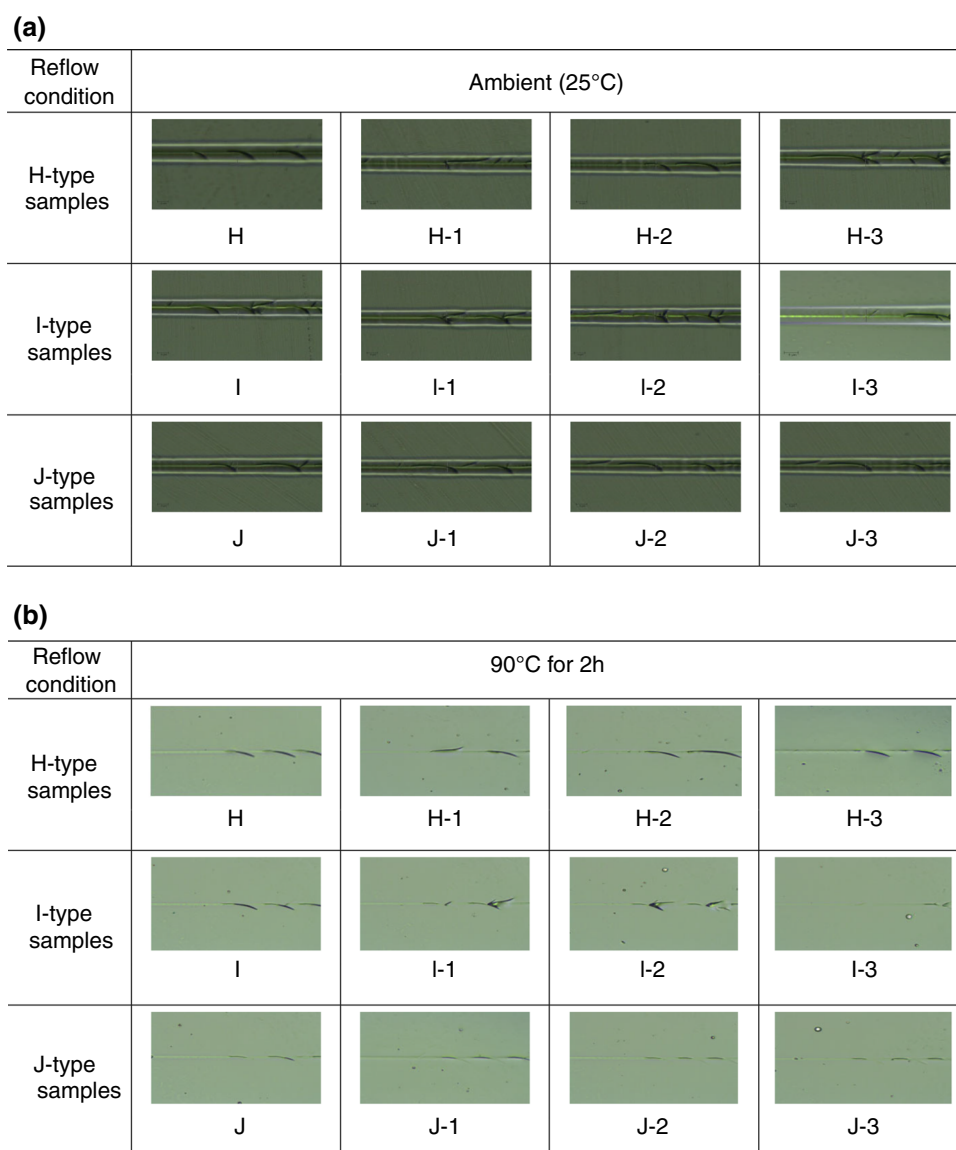 (a)
Reflow
condition
Ambient (25°C)
H-type
samples
H
H-1
H-2
H-3
I-type
samples
I
I-1
I-2
I-3
J-type
samples
J
J-1
J-2
J-3
(b)
Reflow
condition
90°C for 2h
H-type
samples
H
H-1
H-2
H-3
I-type
samples
I
I-1
I-2
I-3
J-type
samples
J
J-1
J-2
J-3